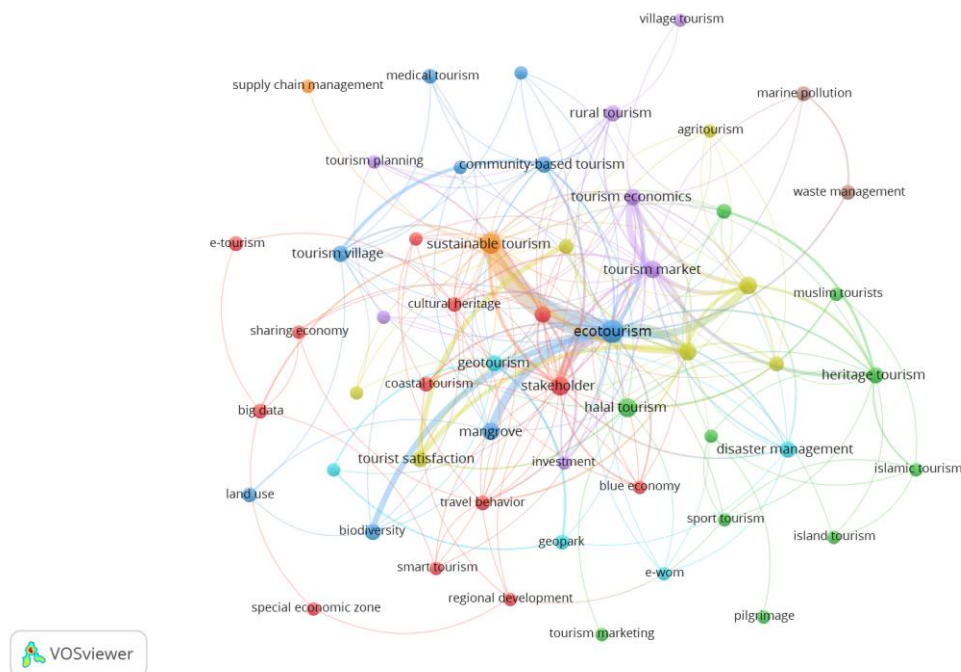 village tourism
medical tourism
supply chain management
marine pollution
rural tourism
agritourism
tourism planning
community-based tourism
waste management
tourism economics
e-tourism
sustainable tourism
tourism village
tourism market
muslim tourists
cultural heritage
sharing economy
ecotourism
geotourism
heritage tourism
coastal tourism
stakeholder
big data
halal tourism
mangrove
disaster management
tourist satisfaction
investment
islamic tourism
blue economy
land use
travel behavior
sport tourism
biodiversity
island tourism
geopark
smart tourism
e-wom
regional development
special economic zone
pilgrimage
tourism marketing
VOSviewer